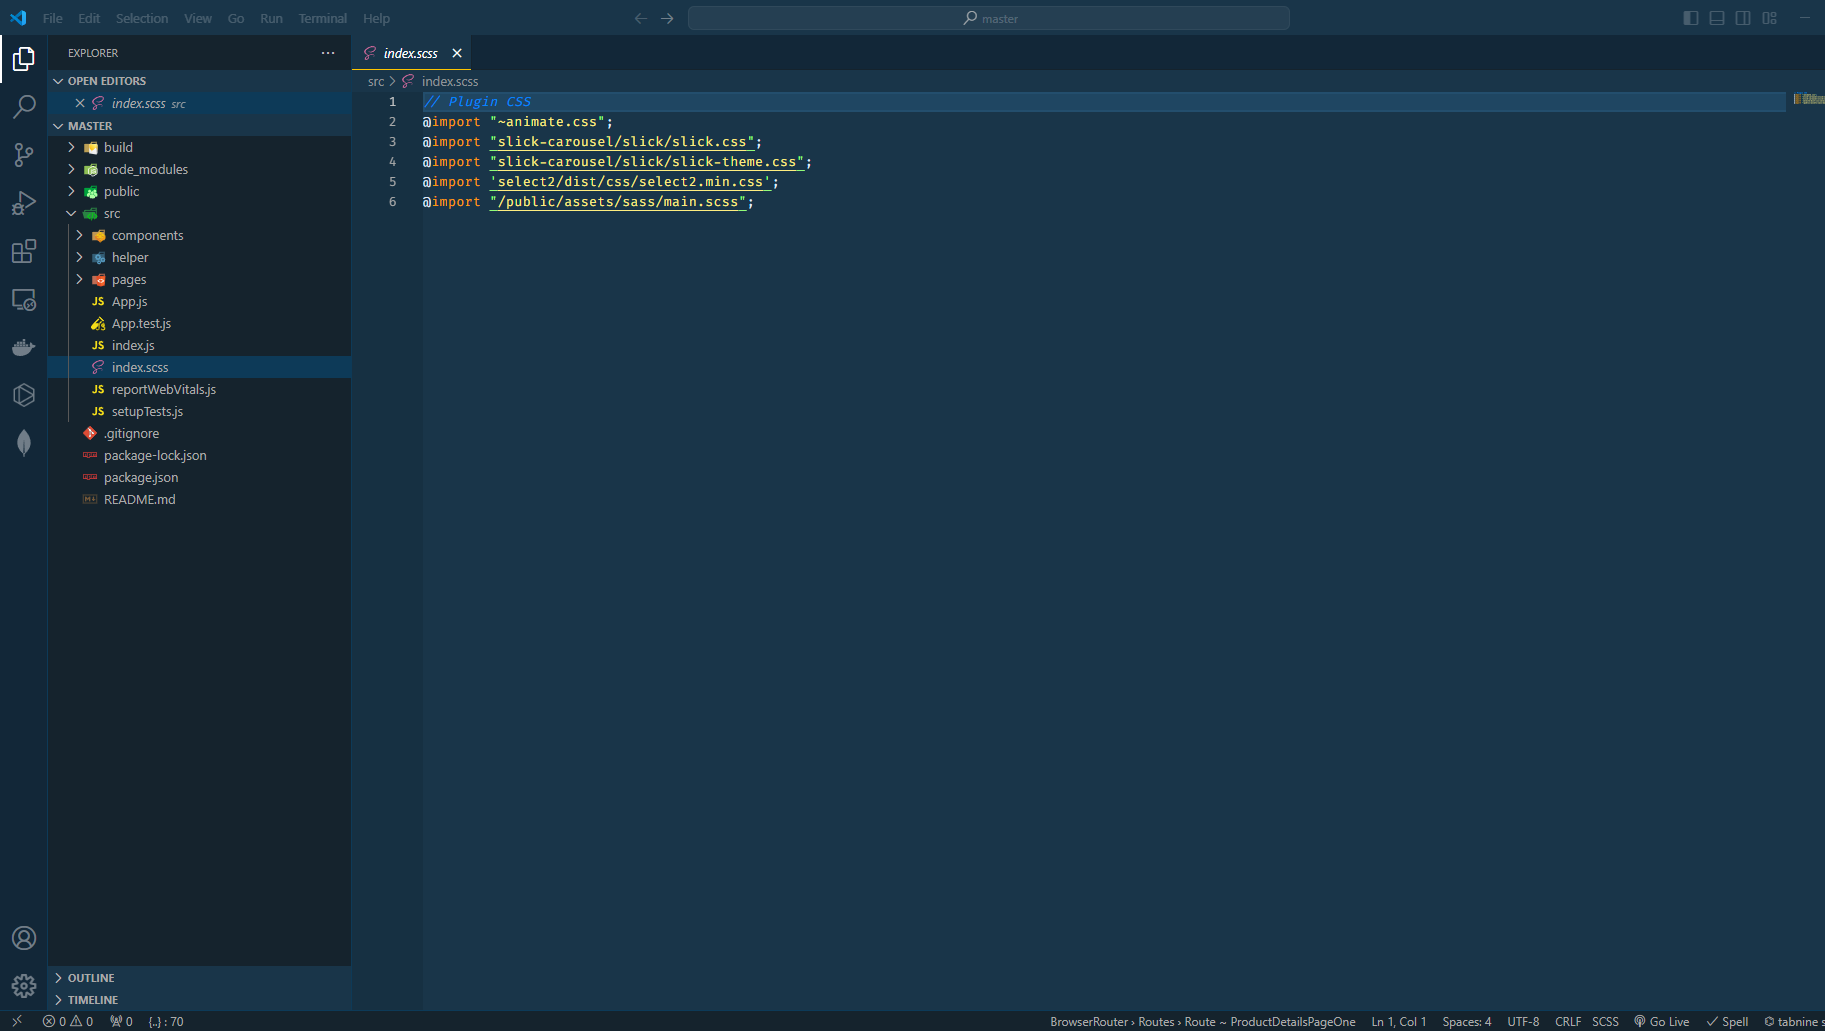 File Edit Selection View Go Run Terminal Help
master
EXPLORER
OPEN EDITORS
index.scss src
MASTER
build
node_modules
public
src
components
helper
pages
JS App.js
App.test.js
JS index.js
index.scss
JS reportWebVitals.js
JS setupTests.js
.gitignore
package-lock.json
package.json
README.md
OUTLINE
TIMELINE
index.scss
src > index.scss
1 // Plugin CSS
2 @import "~animate.css";
3 @import "slick-carousel/slick/slick.css";
4 @import "slick-carousel/slick/slick-theme.css";
5 @import 'select2/dist/css/select2.min.css';
6 @import "/public/assets/sass/main.scss";
0 0 0 {..} : 70
BrowserRouter › Routes › Route ~ ProductDetailsPageOne Ln 1, Col 1 Spaces: 4 UTF-8 CRLF SCSS Go Live Spell tabnine s